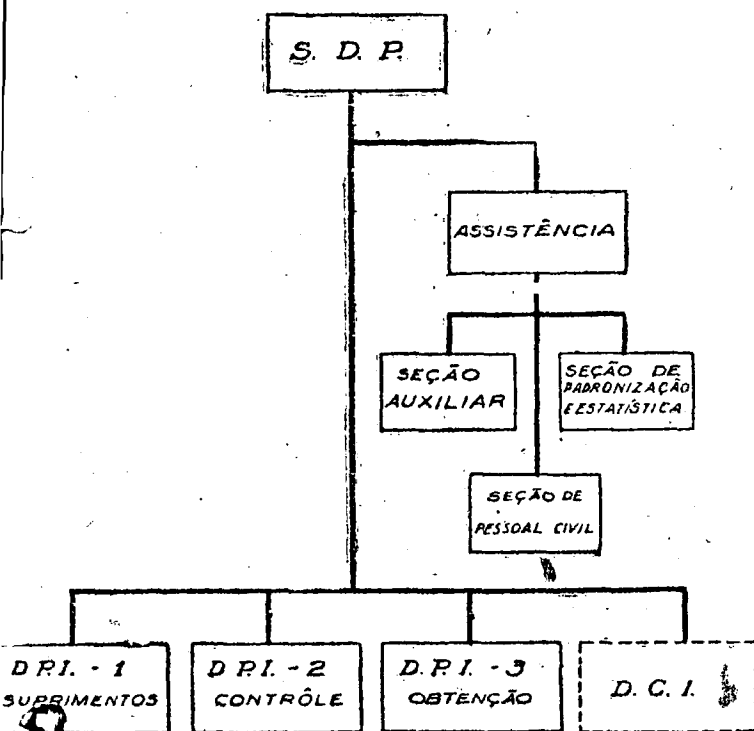 S. D. P.
ASSISTÊNCIA
SEÇÃO
AUXILIAR
SEÇÃO DE
PADRONIZAÇÃO
E ESTATÍSTICA
SEÇÃO DE
PESSOAL CIVIL
D.P.I. - 1
SUPRIMENTOS
D.P.I. - 2
CONTRÔLE
D.P.I. - 3
OBTENÇÃO
D. C. I.